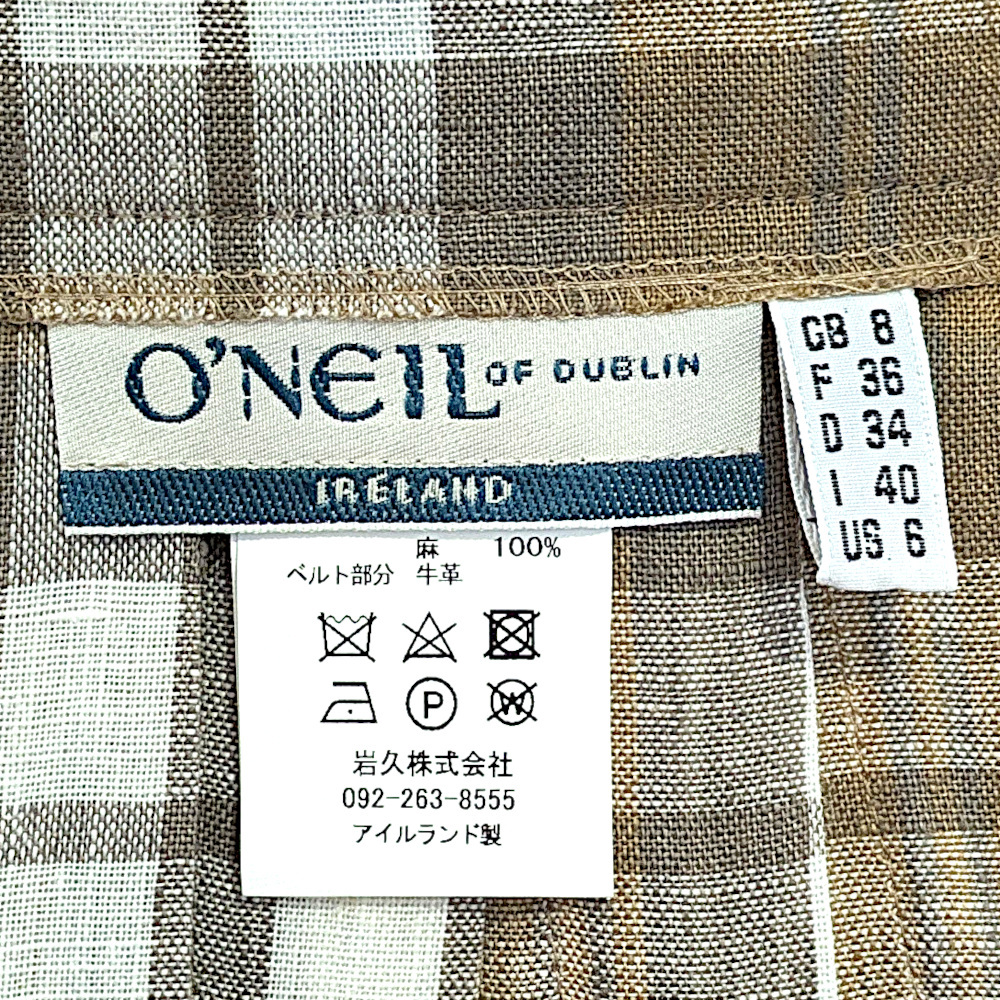 O'NEIL OF DUBLIN
IRELAND
GB 8
F 36
D 34
I 40
US 6
麻 100%
ベルト部分 牛革
P W
岩久株式会社
092-263-8555
アイルランド製